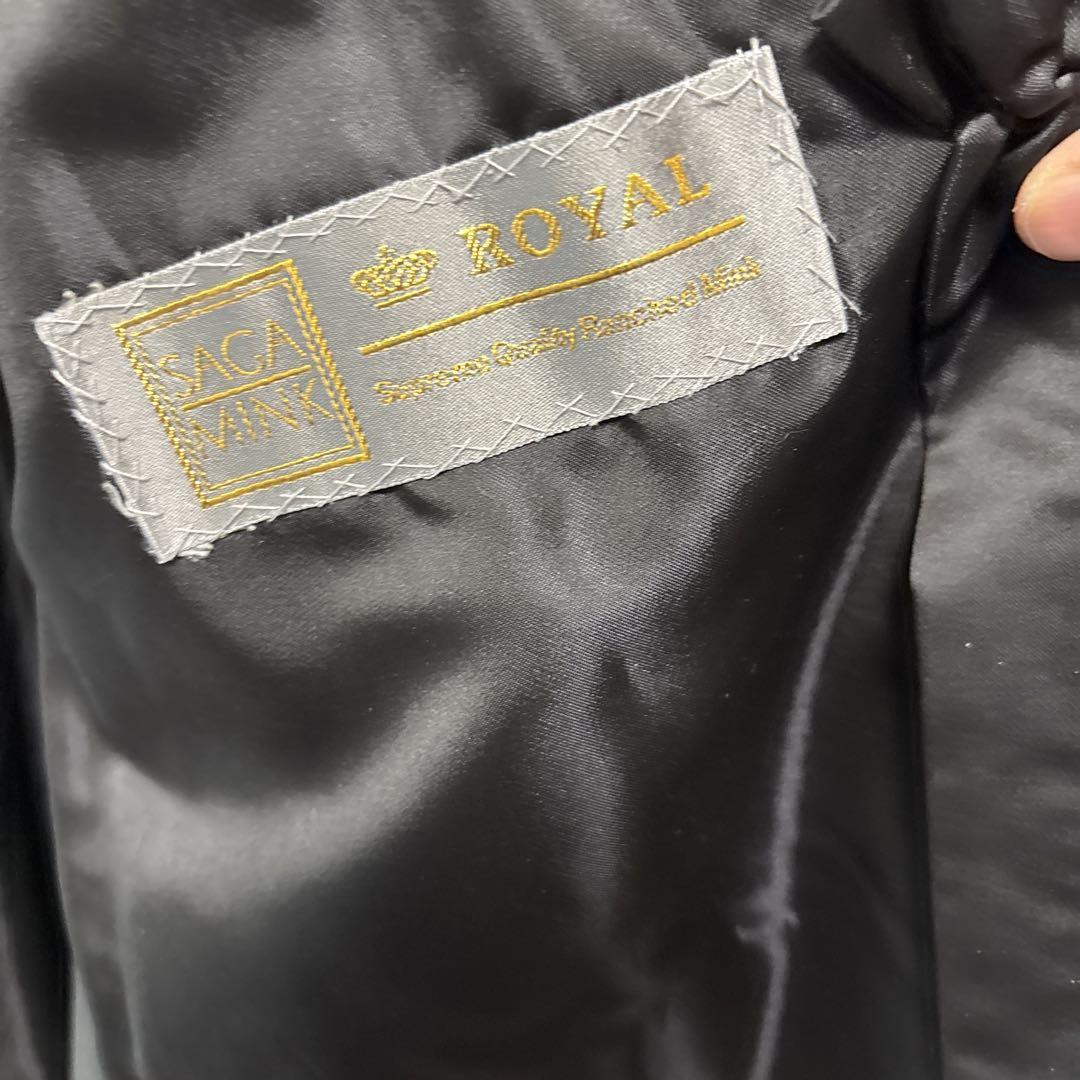 SAGA
MINK
ROYAL
Supreme Quality Ranched Mink